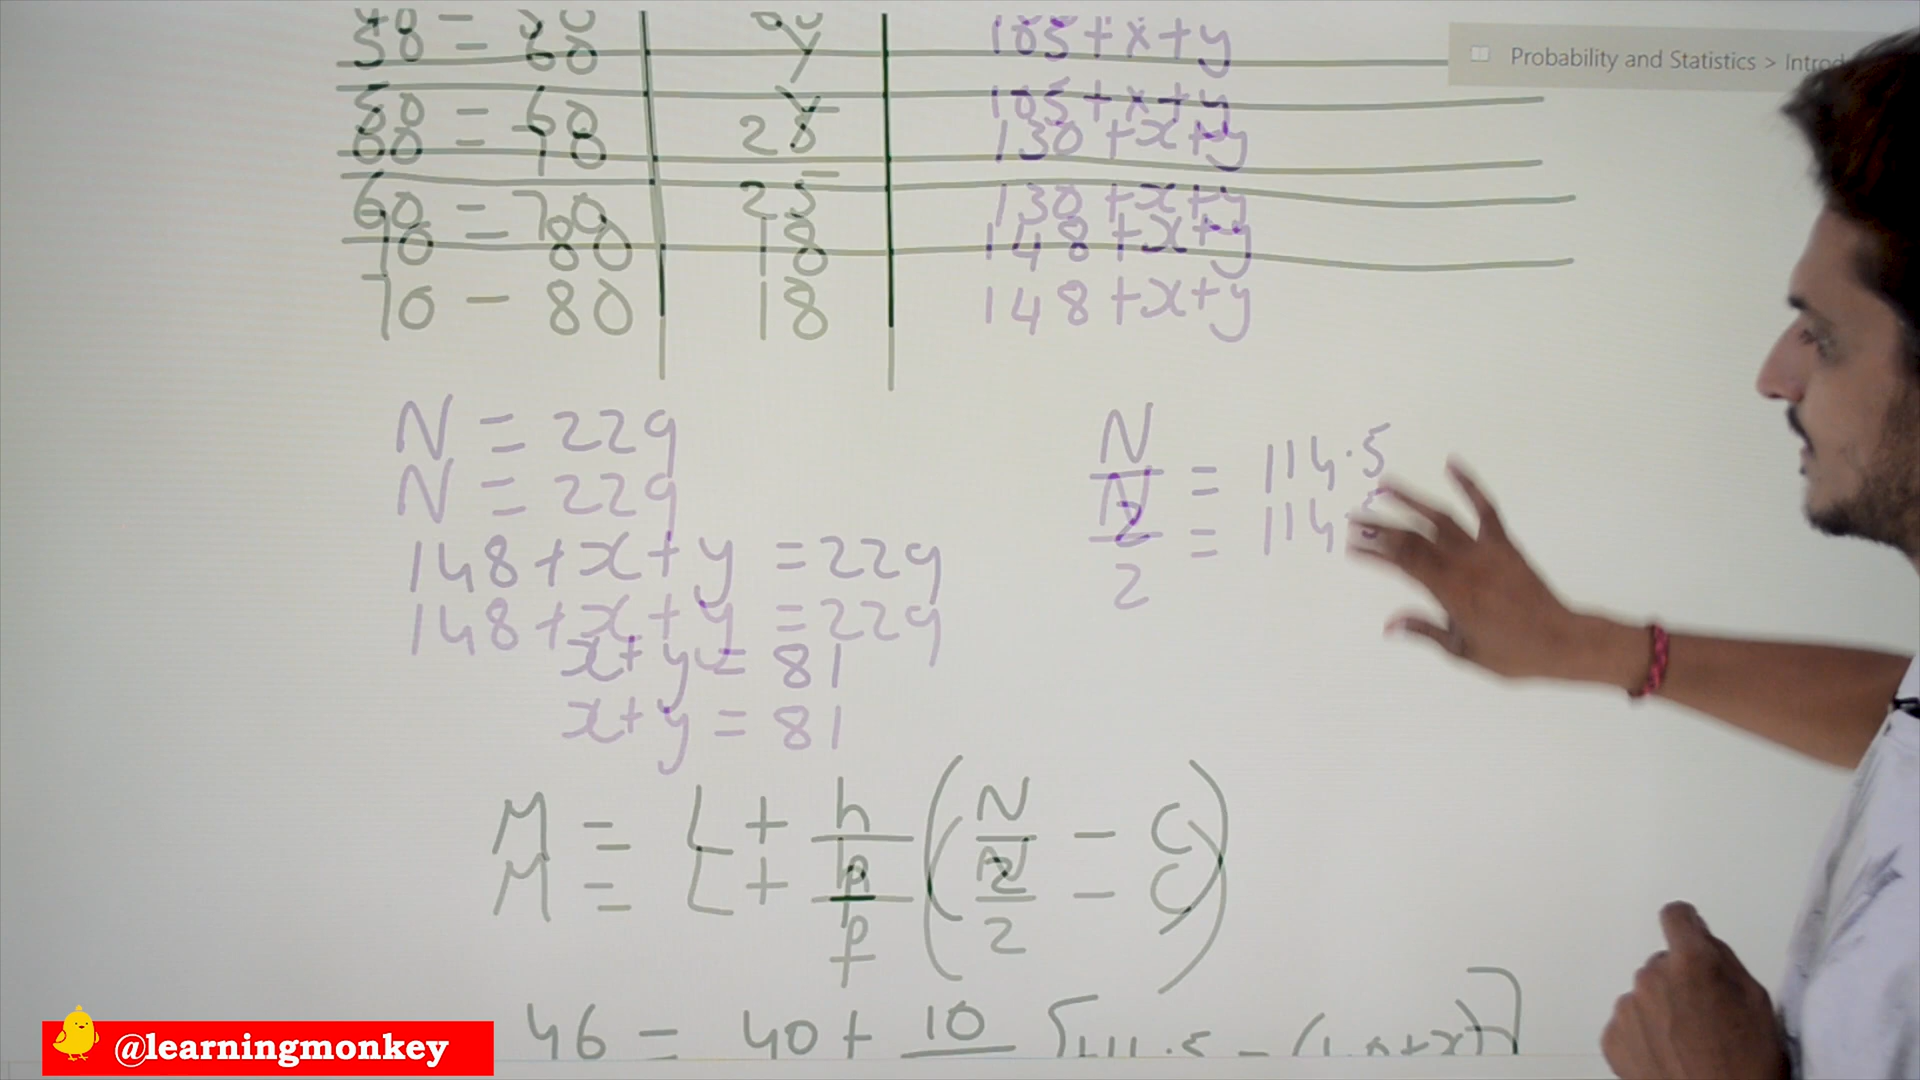 Probability and Statistics >
50 - 60 y 105+x+y
60 - 70 25 130+x+y
70 - 80 18 148+x+y
N = 229
N/2 = 114.5
148+x+y = 229
x+y = 81
M = L + h/f (N/2 - C)
46 = 40 + 10
@learningmonkey